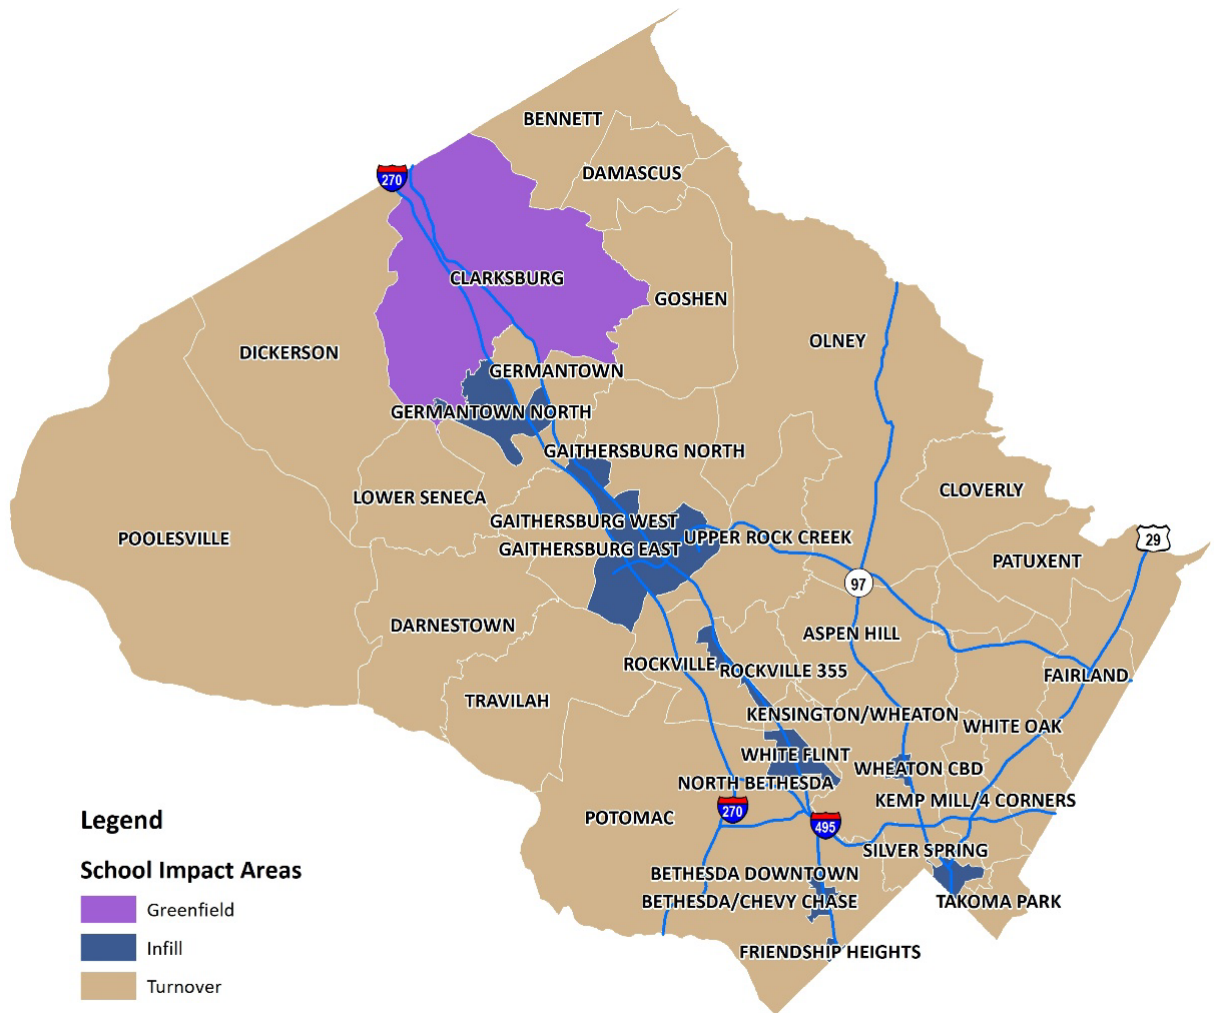 BENNETT
DAMASCUS
270
CLARKSBURG
GOSHEN
OLNEY
DICKERSON
GERMANTOWN
GERMANTOWN NORTH
GAITHERSBURG NORTH
CLOVERLY
LOWER SENECA
GAITHERSBURG WEST
POOLESVILLE
UPPER ROCK CREEK
29
GAITHERSBURG EAST
PATUXENT
97
DARNESTOWN
ASPEN HILL
ROCKVILLE
ROCKVILLE 355
FAIRLAND
TRAVILAH
KENSINGTON/WHEATON
WHITE OAK
WHITE FLINT
WHEATON CBD
NORTH BETHESDA
KEMP MILL/4 CORNERS
270
POTOMAC
495
SILVER SPRING
BETHESDA DOWNTOWN
BETHESDA/CHEVY CHASE
TAKOMA PARK
FRIENDSHIP HEIGHTS
Legend
School Impact Areas
Greenfield
Infill
Turnover